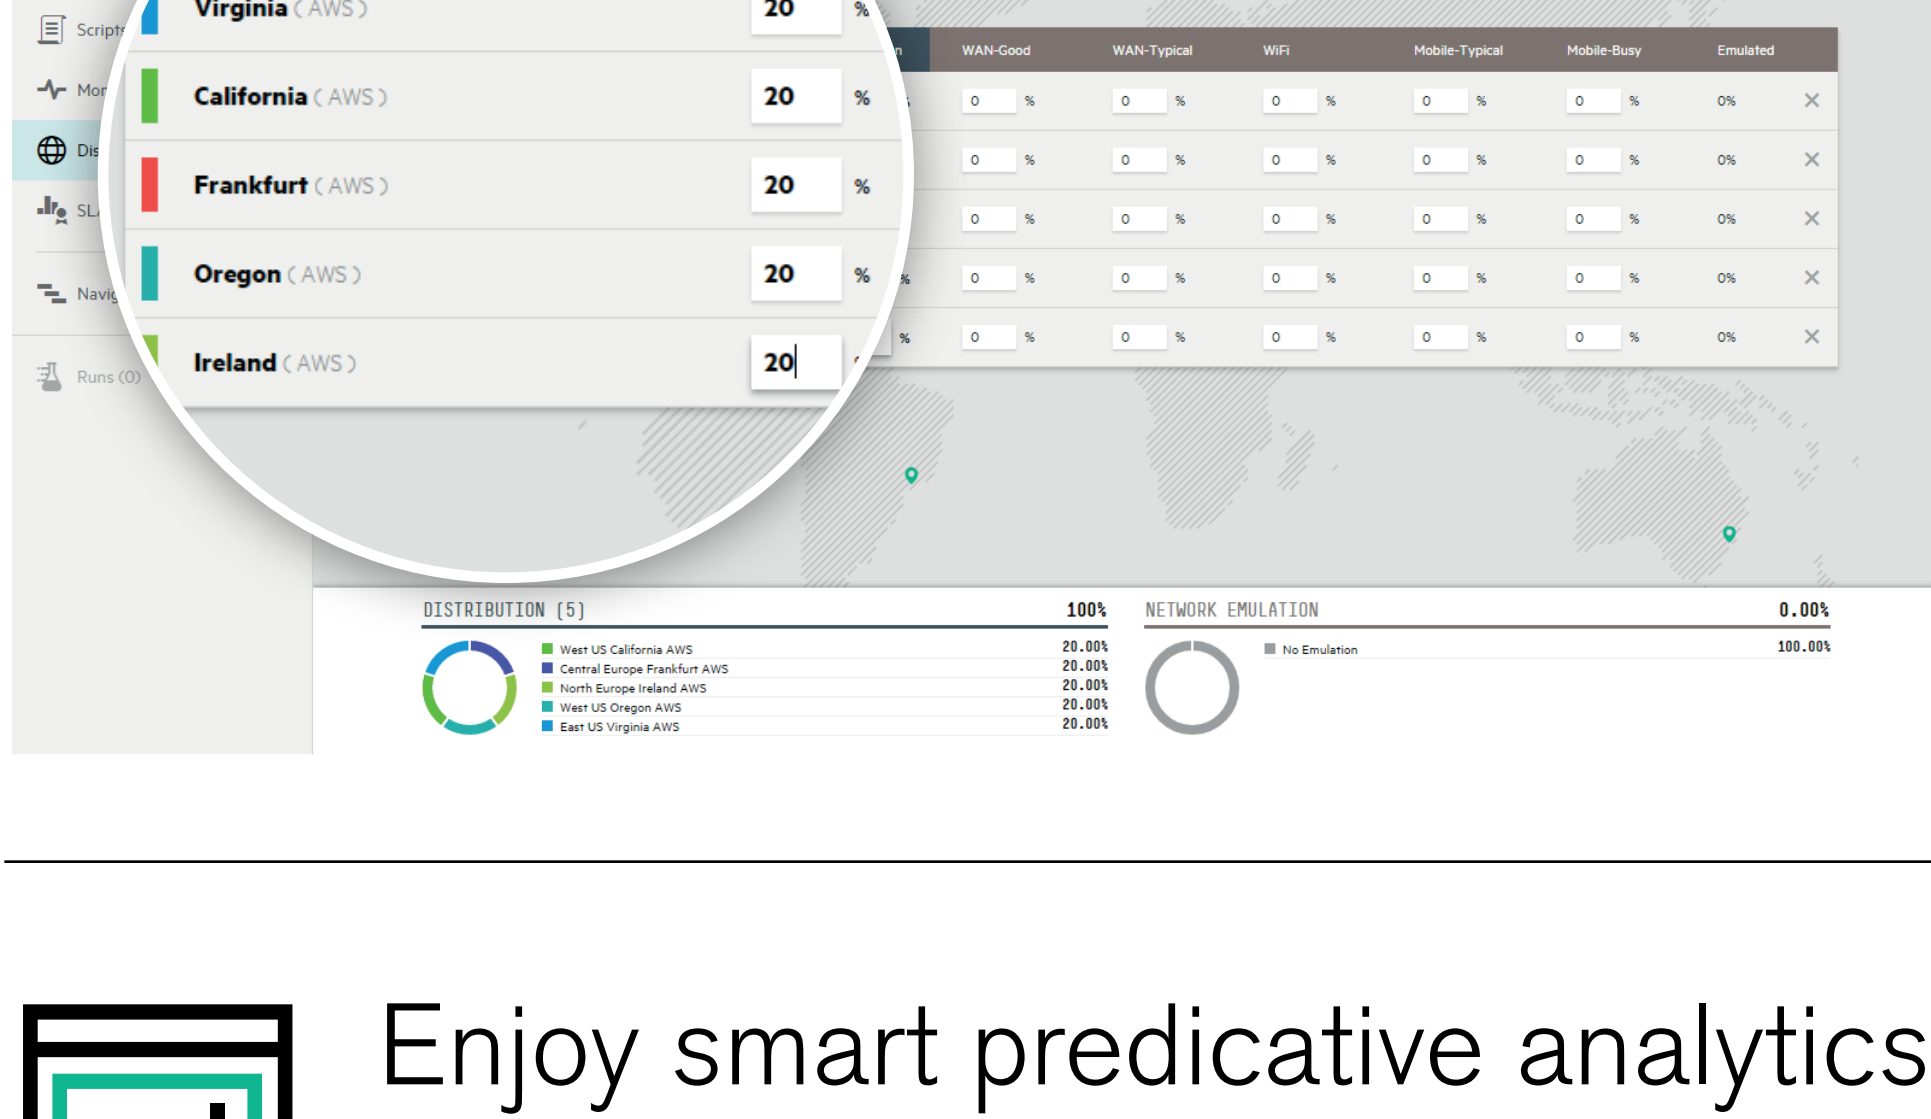 Virginia (AWS) 20 %
Scripts
n WAN-Good WAN-Typical WiFi Mobile-Typical Mobile-Busy Emulated
Mon
California (AWS) 20 % 0 % 0 % 0 % 0 % 0 % 0%
Dis
Frankfurt (AWS) 20 % 0 % 0 % 0 % 0 % 0 % 0%
SLA
0 % 0 % 0 % 0 % 0 % 0%
Oregon (AWS) 20 % % 0 % 0 % 0 % 0 % 0 % 0%
Navig
Ireland (AWS) 20 % 0 % 0 % 0 % 0 % 0 % 0%
Runs (0)
DISTRIBUTION (5) 100% NETWORK EMULATION 0.00%
West US California AWS 20.00% No Emulation 100.00%
Central Europe Frankfurt AWS 20.00%
North Europe Ireland AWS 20.00%
West US Oregon AWS 20.00%
East US Virginia AWS 20.00%
Enjoy smart predicative analytics